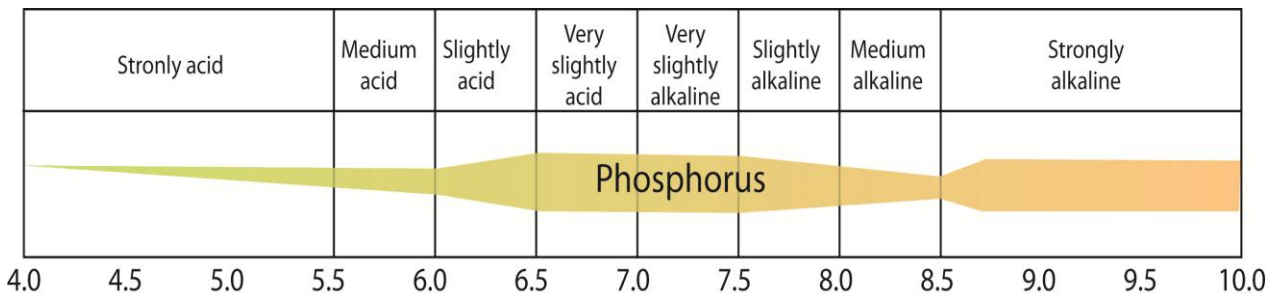 Stronly acid
Medium
acid
Slightly
acid
Very
slightly
acid
Very
slightly
alkaline
Slightly
alkaline
Medium
alkaline
Strongly
alkaline
Phosphorus
4.0 4.5 5.0 5.5 6.0 6.5 7.0 7.5 8.0 8.5 9.0 9.5 10.0